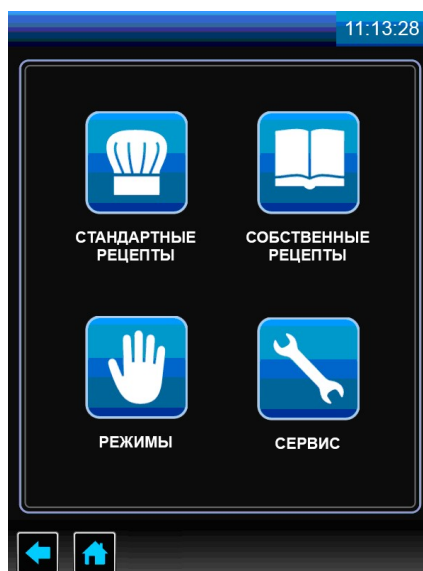 11:13:28
СТАНДАРТНЫЕ
РЕЦЕПТЫ
СОБСТВЕННЫЕ
РЕЦЕПТЫ
РЕЖИМЫ
СЕРВИС